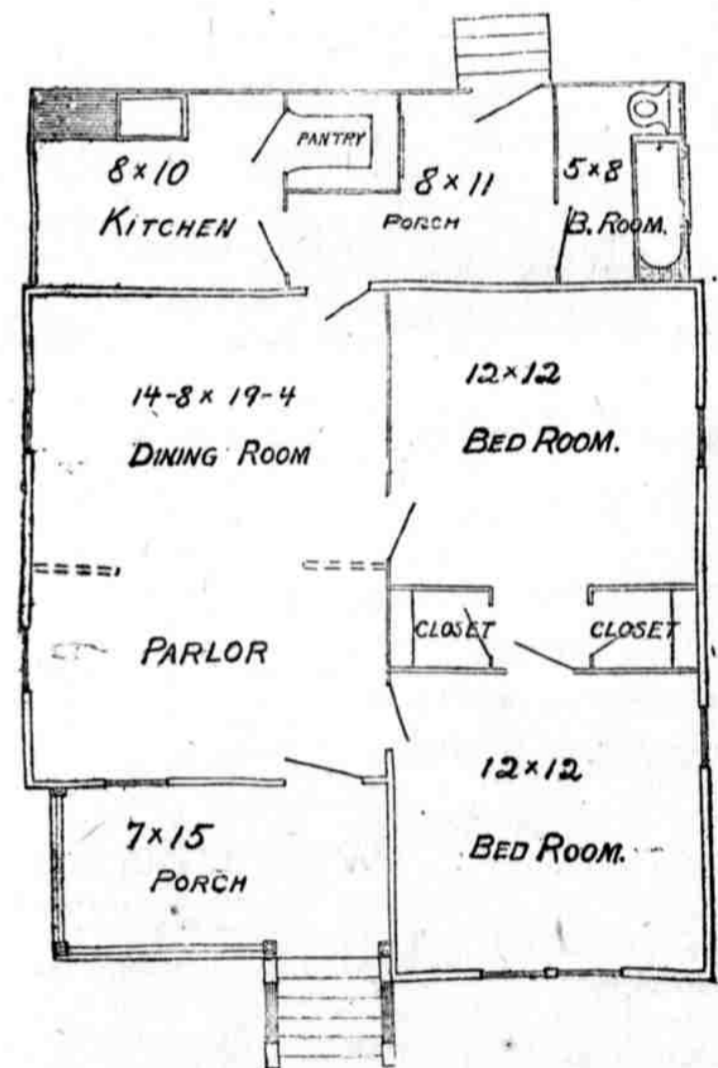 PANTRY
8 × 10
KITCHEN
8 × 11
PORCH
5 × 8
B. ROOM.
14-8 × 19-4
DINING ROOM
12 × 12
BED ROOM.
CLOSET
CLOSET
PARLOR
12 × 12
BED ROOM.
7 × 15
PORCH